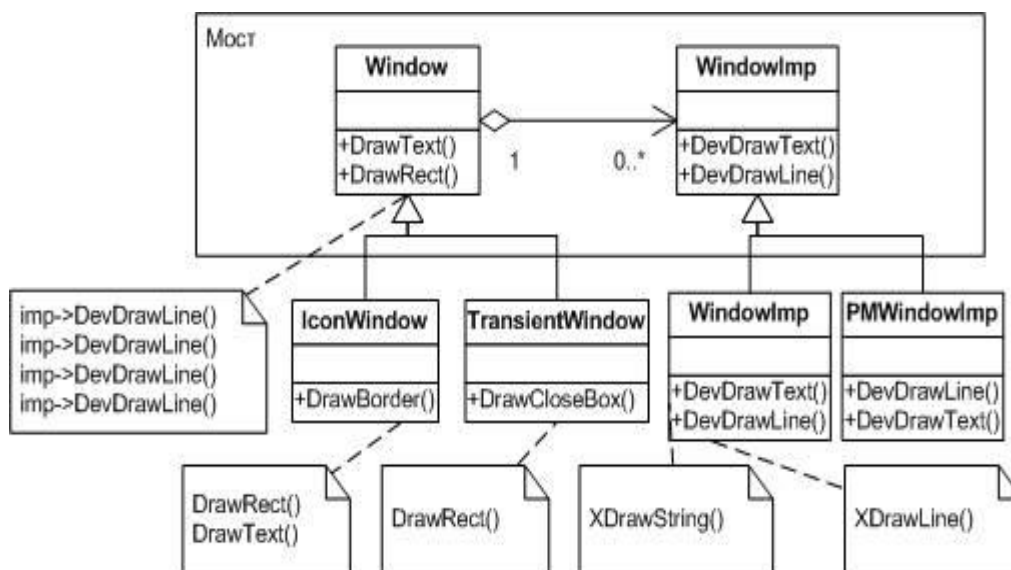 Мост
Window
+DrawText()
+DrawRect()
1
0..*
WindowImp
+DevDrawText()
+DevDrawLine()
imp->DevDrawLine()
imp->DevDrawLine()
imp->DevDrawLine()
imp->DevDrawLine()
IconWindow
+DrawBorder()
TransientWindow
+DrawCloseBox()
WindowImp
+DevDrawText()
+DevDrawLine()
PMWindowImp
+DevDrawLine()
+DevDrawText()
DrawRect()
DrawText()
DrawRect()
XDrawString()
XDrawLine()